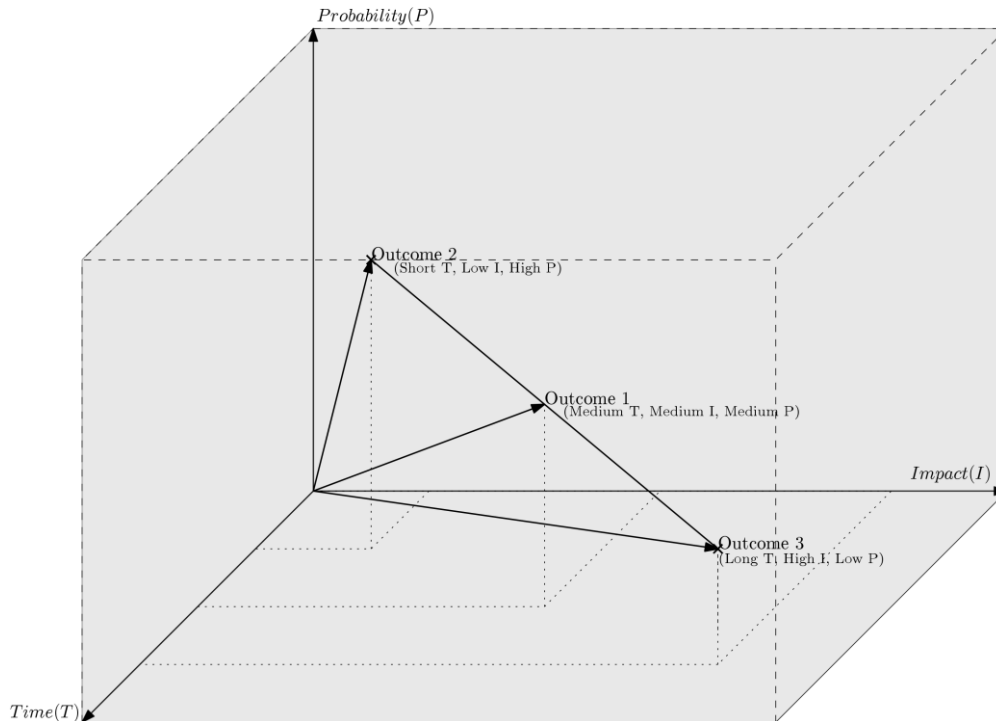 Probability(P)
Outcome 2
(Short T, Low I, High P)
Outcome 1
(Medium T, Medium I, Medium P)
Impact(I)
Outcome 3
(Long T, High I, Low P)
Time(T)